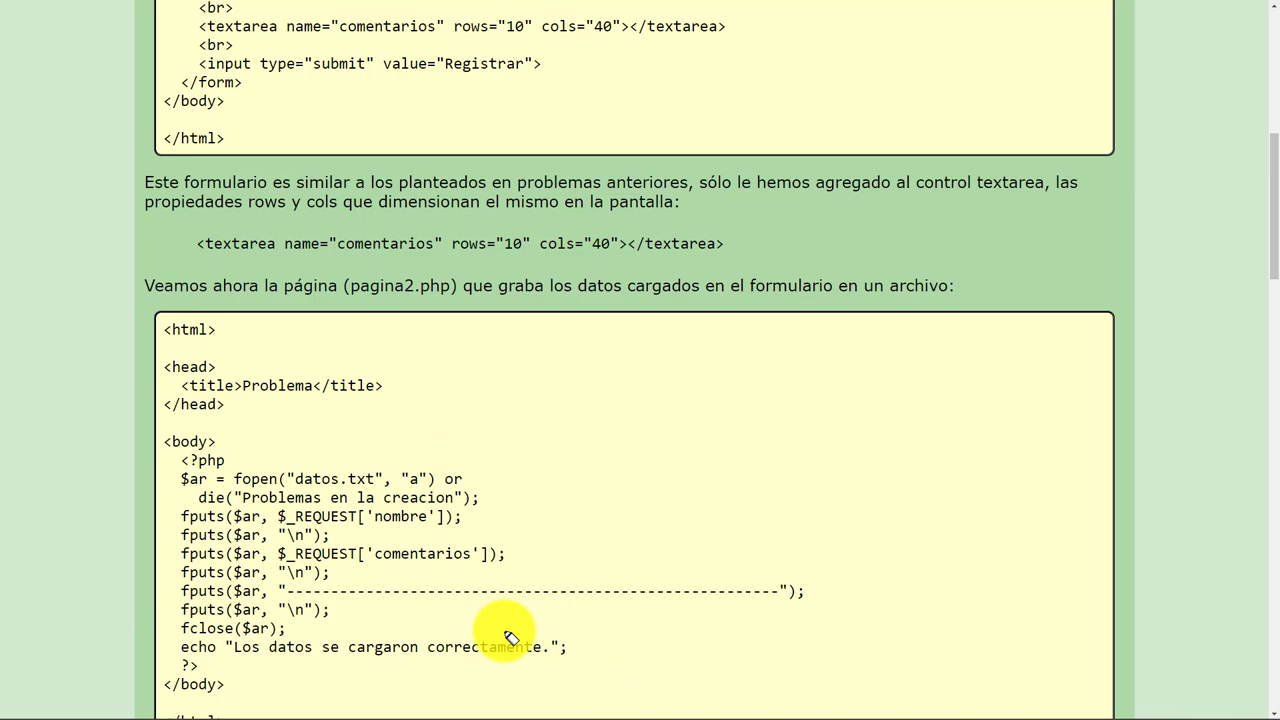 <br>
<textarea name="comentarios" rows="10" cols="40"></textarea>
<br>
<input type="submit" value="Registrar">
</form>
</body>
</html>
Este formulario es similar a los planteados en problemas anteriores, sólo le hemos agregado al control textarea, las
propiedades rows y cols que dimensionan el mismo en la pantalla:
<textarea name="comentarios" rows="10" cols="40"></textarea>
Veamos ahora la página (pagina2.php) que graba los datos cargados en el formulario en un archivo:
<html>
<head>
<title>Problema</title>
</head>
<body>
<?php
$ar = fopen("datos.txt", "a") or
die("Problemas en la creacion");
fputs($ar, $_REQUEST['nombre']);
fputs($ar, "\n");
fputs($ar, $_REQUEST['comentarios']);
fputs($ar, "\n");
fputs($ar, "--------------------------------------------------------");
fputs($ar, "\n");
fclose($ar);
echo "Los datos se cargaron correctamente.";
?>
</body>
</html>